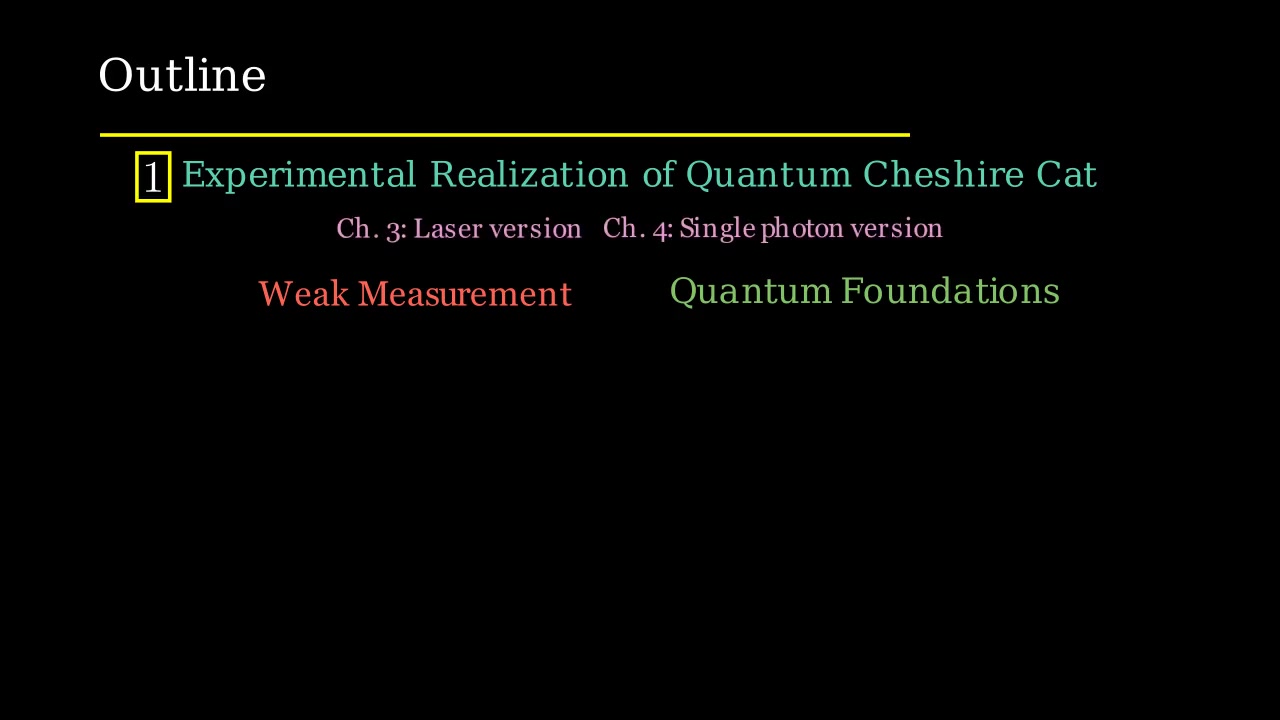 Outline
1 Experimental Realization of Quantum Cheshire Cat
Ch. 3: Laser version Ch. 4: Single photon version
Weak Measurement Quantum Foundations